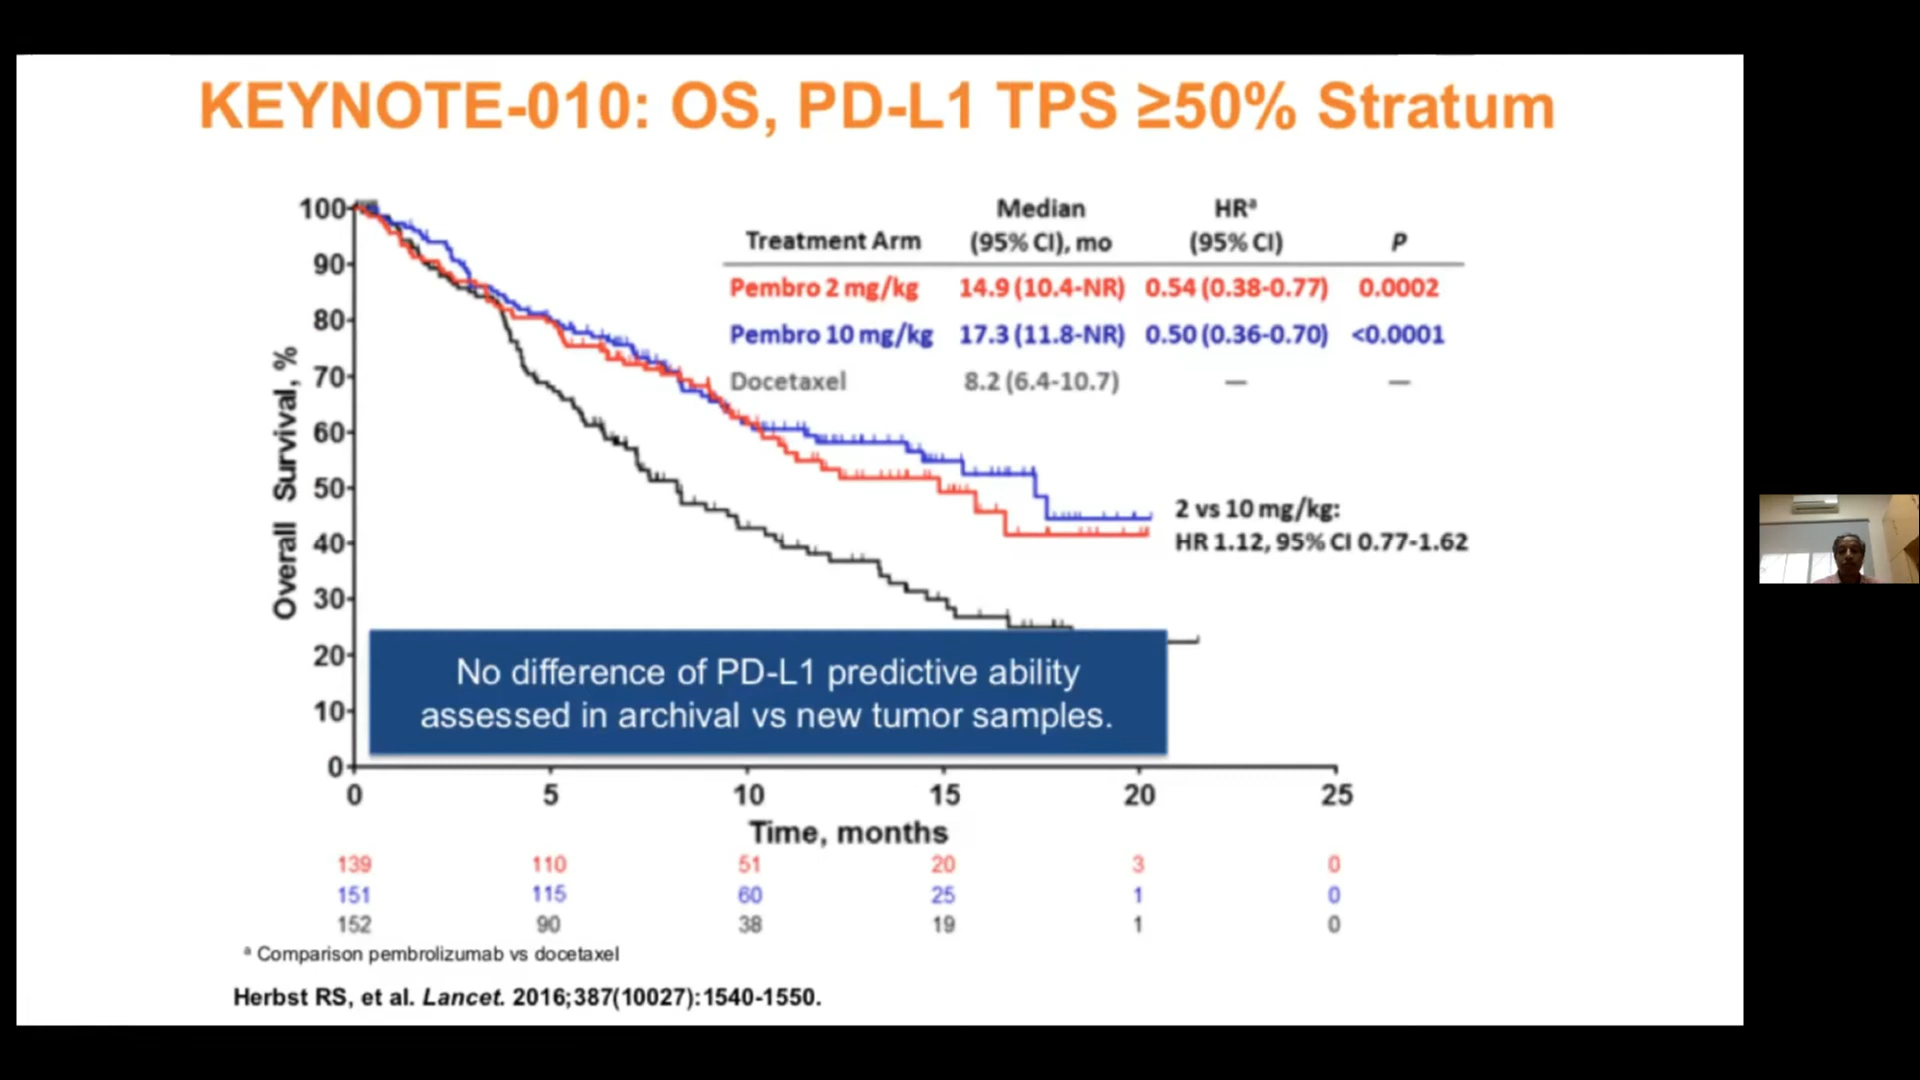 KEYNOTE-010: OS, PD-L1 TPS ≥50% Stratum
Median HRª
Treatment Arm (95% CI), mo (95% CI) P
Pembro 2 mg/kg 14.9 (10.4-NR) 0.54 (0.38-0.77) 0.0002
Pembro 10 mg/kg 17.3 (11.8-NR) 0.50 (0.36-0.70) <0.0001
Docetaxel 8.2 (6.4-10.7) — —
Overall Survival, %
100
90
80
70
60
50
40
30
20
10
0
2 vs 10 mg/kg:
HR 1.12, 95% CI 0.77-1.62
No difference of PD-L1 predictive ability
assessed in archival vs new tumor samples.
0 5 10 15 20 25
Time, months
139 110 51 20 3 0
151 115 60 25 1 0
152 90 38 19 1 0
ª Comparison pembrolizumab vs docetaxel
Herbst RS, et al. Lancet. 2016;387(10027):1540-1550.